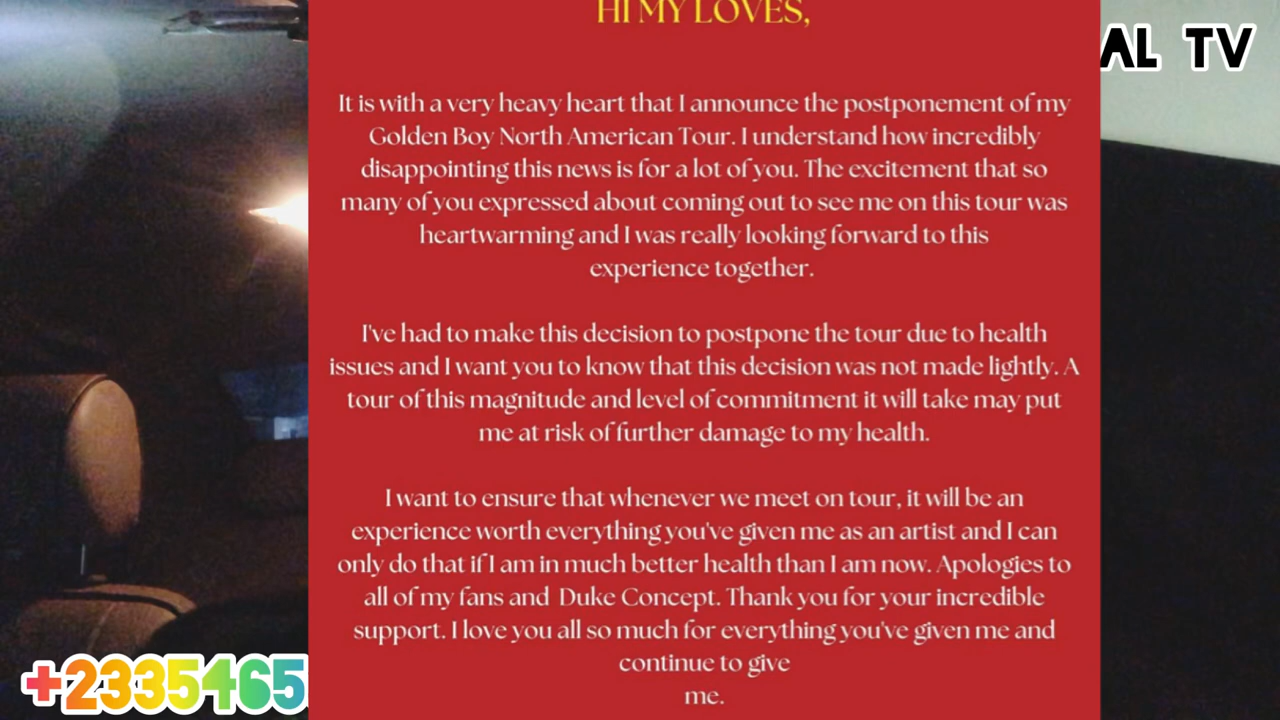 HI MY LOVES,
AL TV
It is with a very heavy heart that I announce the postponement of my
Golden Boy North American Tour. I understand how incredibly
disappointing this news is for a lot of you. The excitement that so
many of you expressed about coming out to see me on this tour was
heartwarming and I was really looking forward to this
experience together.
I've had to make this decision to postpone the tour due to health
issues and I want you to know that this decision was not made lightly. A
tour of this magnitude and level of commitment it will take may put
me at risk of further damage to my health.
I want to ensure that whenever we meet on tour, it will be an
experience worth everything you've given me as an artist and I can
only do that if I am in much better health than I am now. Apologies to
all of my fans and Duke Concept. Thank you for your incredible
support. I love you all so much for everything you've given me and
continue to give
me.
+2335465